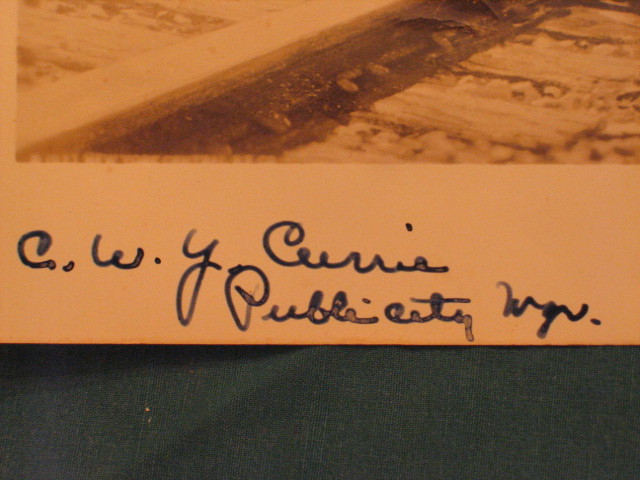 C. W. Y. Currie
Publicity Mgr.